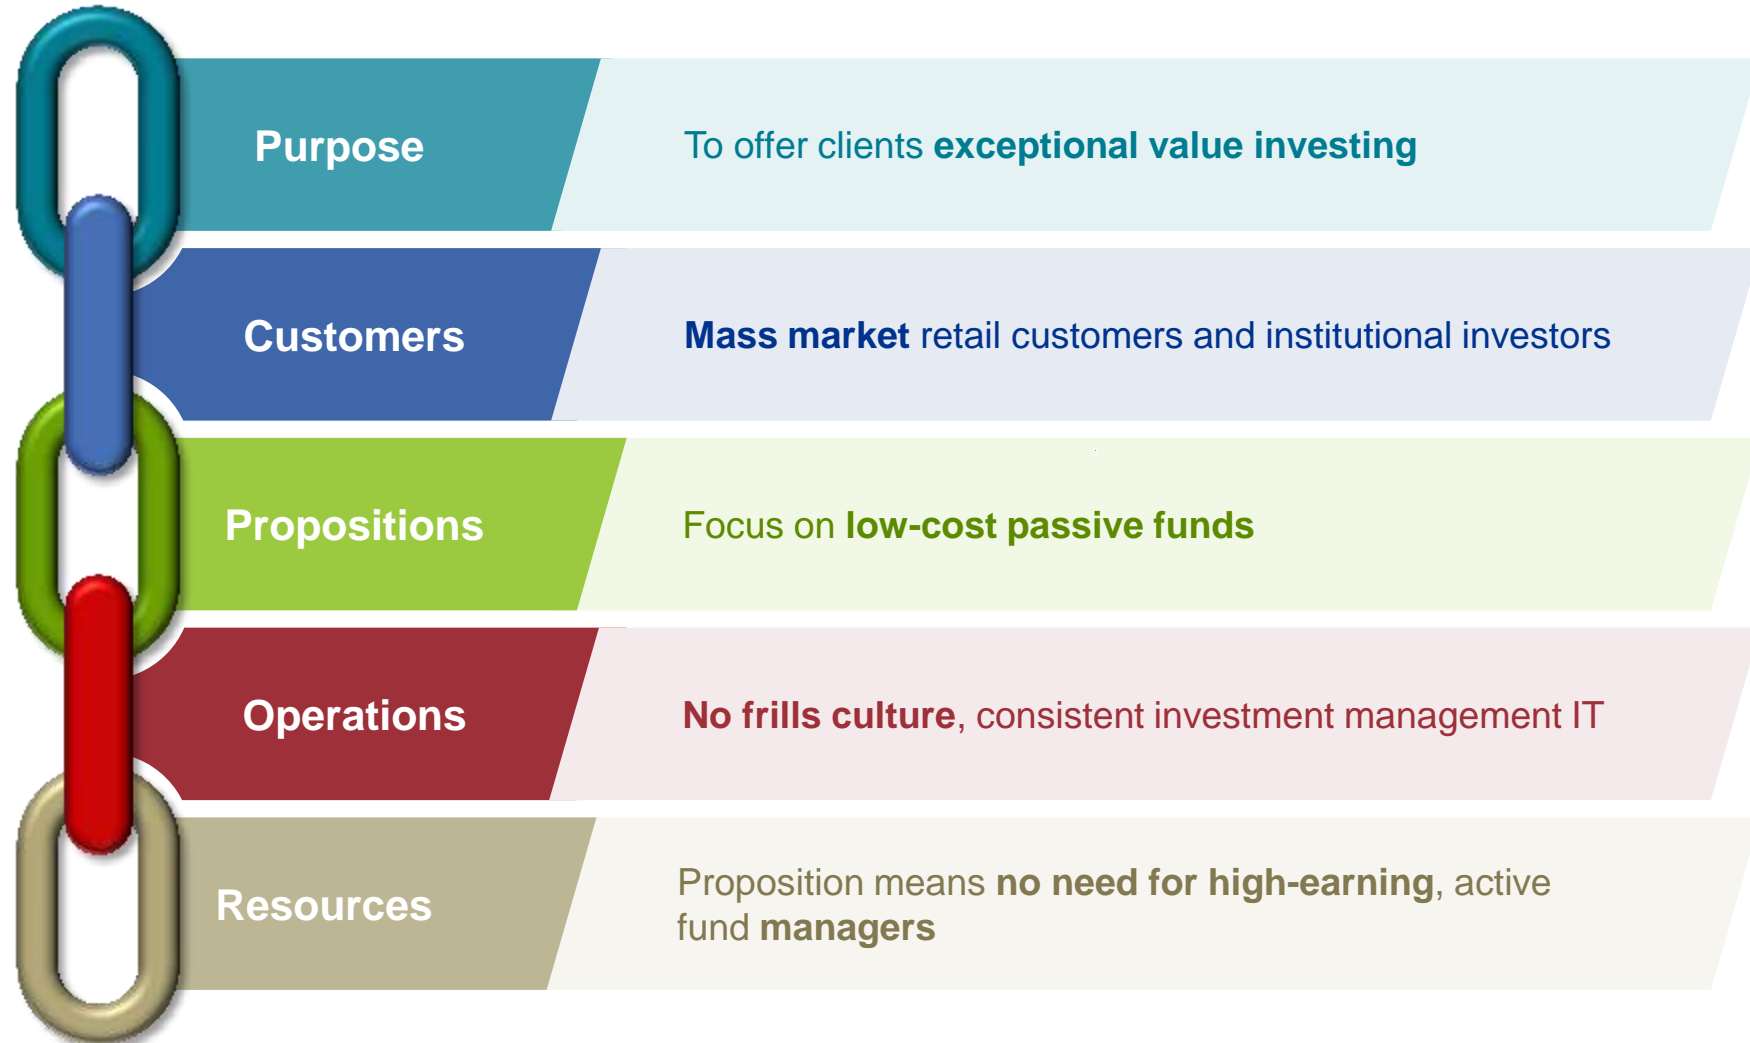 Purpose
To offer clients exceptional value investing
Customers
Mass market retail customers and institutional investors
Propositions
Focus on low-cost passive funds
Operations
No frills culture, consistent investment management IT
Resources
Proposition means no need for high-earning, active
fund managers